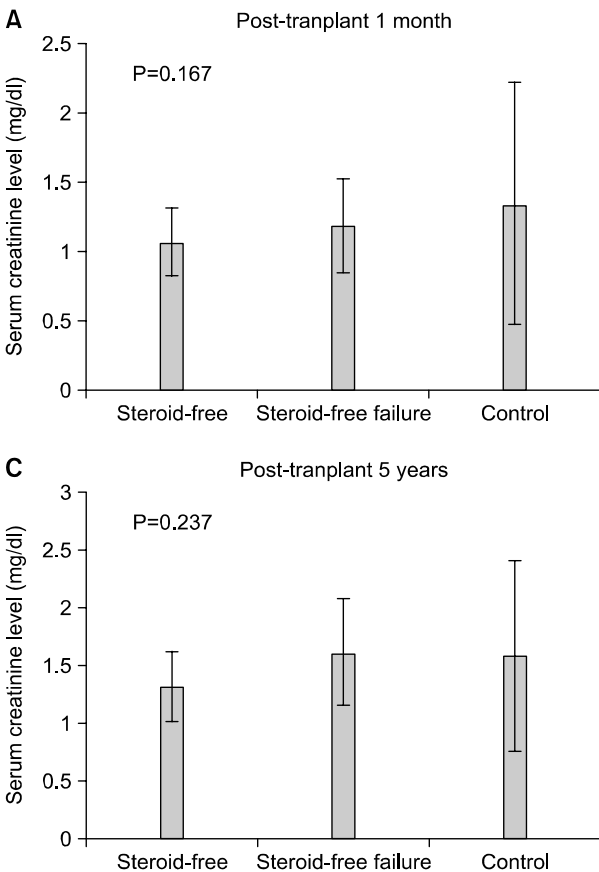 A
Post-tranplant 1 month
Serum creatinine level (mg/dl)
P=0.167
2.5
2
1.5
1
0.5
0
Steroid-free
Steroid-free failure
Control
C
Post-tranplant 5 years
Serum creatinine level (mg/dl)
P=0.237
3
2.5
2
1.5
1
0.5
0
Steroid-free
Steroid-free failure
Control